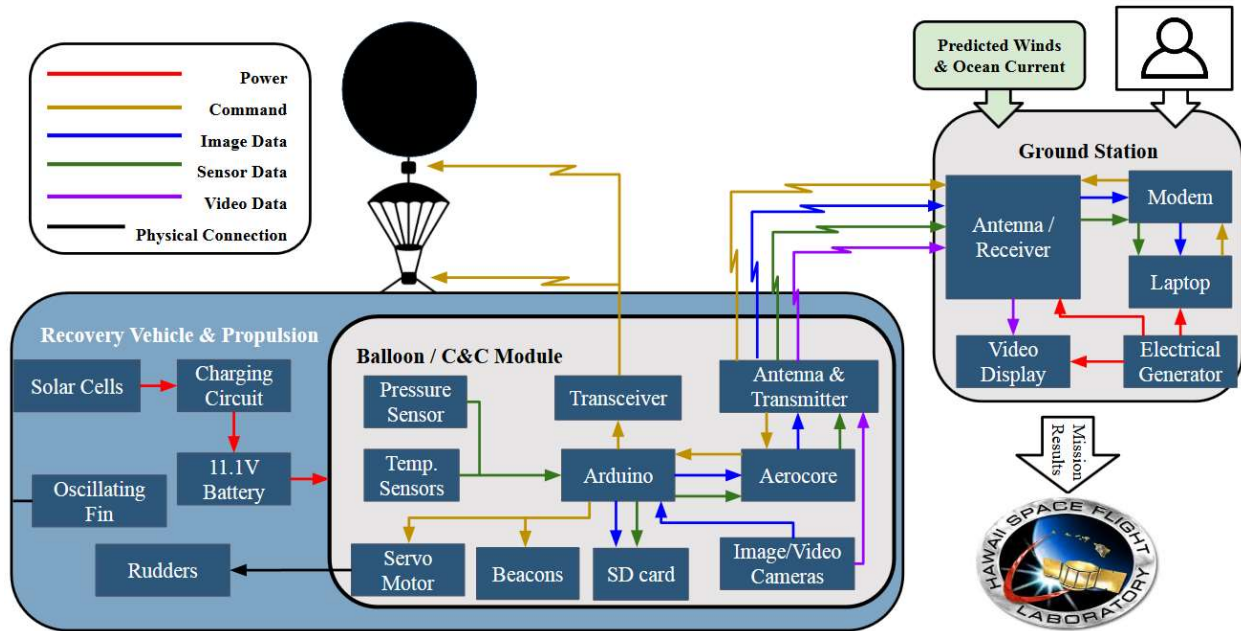 Power
Command
Image Data
Sensor Data
Video Data
Physical Connection
Predicted Winds
& Ocean Current
Ground Station
Antenna /
Receiver
Modem
Laptop
Video
Display
Electrical
Generator
Recovery Vehicle & Propulsion
Solar Cells
Charging
Circuit
11.1V
Battery
Oscillating
Fin
Rudders
Balloon / C&C Module
Pressure
Sensor
Temp.
Sensors
Transceiver
Antenna &
Transmitter
Arduino
Aerocore
Servo
Motor
Beacons
SD card
Image/Video
Cameras
Mission
Results
HAWAII SPACE FLIGHT
LABORATORY